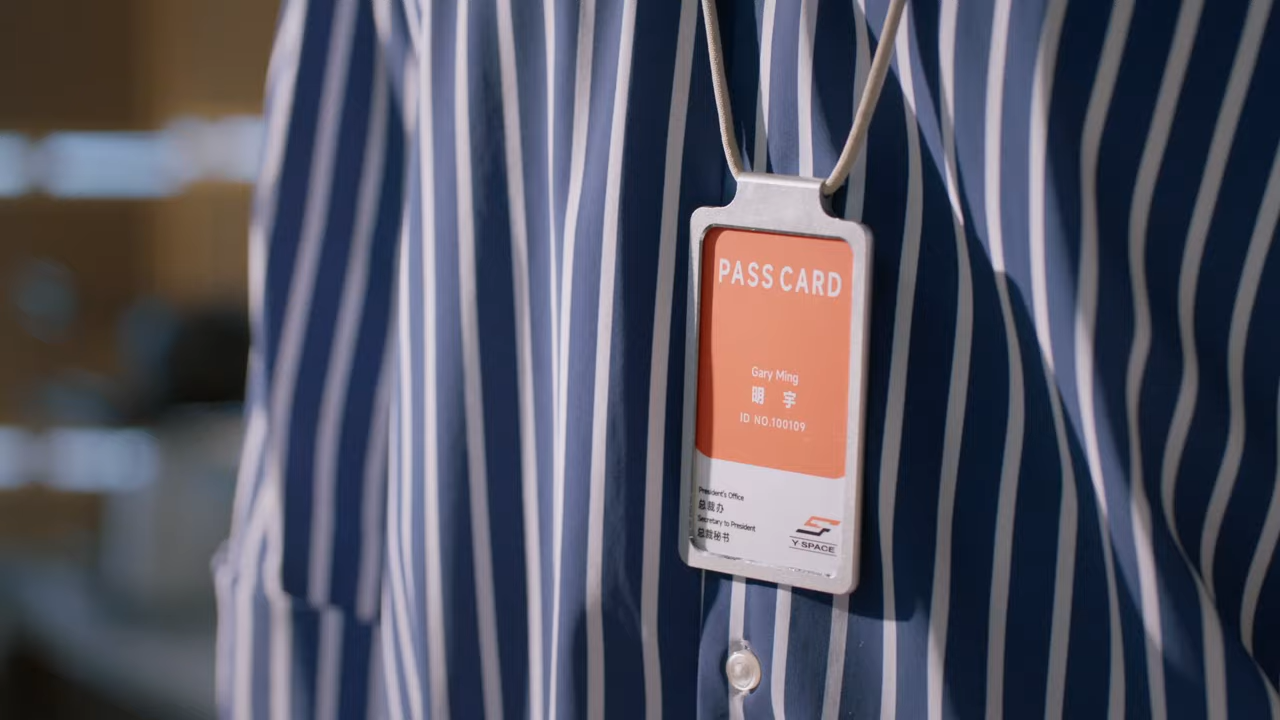 PASS CARD
Gary Ming
明 宇
ID NO.100109
President's Office
总裁办
Secretary to President
总裁秘书
Y SPACE